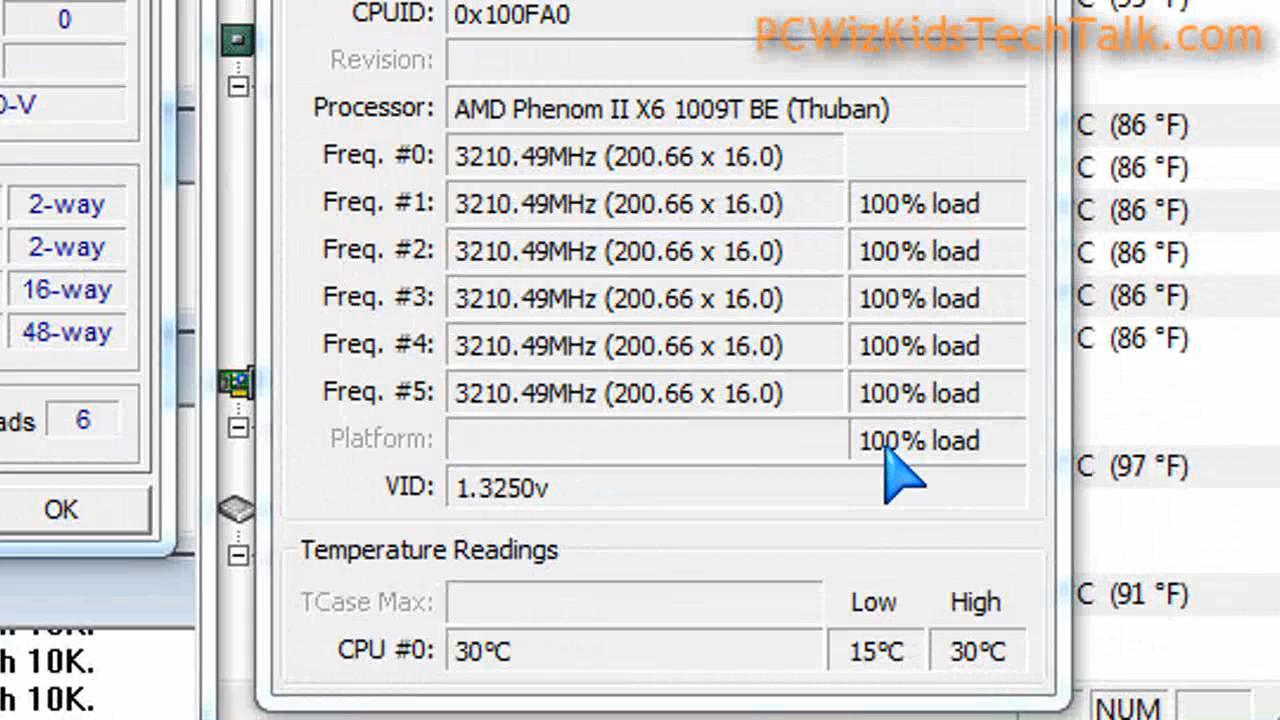 CPUID: 0x100FA0
PCWizKidsTechTalk.com
Revision:
Processor: AMD Phenom II X6 1009T BE (Thuban)
Freq. #0: 3210.49MHz (200.66 x 16.0)
Freq. #1: 3210.49MHz (200.66 x 16.0) 100% load
Freq. #2: 3210.49MHz (200.66 x 16.0) 100% load
Freq. #3: 3210.49MHz (200.66 x 16.0) 100% load
Freq. #4: 3210.49MHz (200.66 x 16.0) 100% load
Freq. #5: 3210.49MHz (200.66 x 16.0) 100% load
Platform: 100% load
VID: 1.3250v
Temperature Readings
TCase Max: Low High
CPU #0: 30°C 15°C 30°C
0
0-V
2-way
2-way
16-way
48-way
ads 6
OK
h 10K.
h 10K.
C (86 °F)
C (86 °F)
C (86 °F)
C (86 °F)
C (86 °F)
C (86 °F)
C (97 °F)
C (91 °F)
NUM